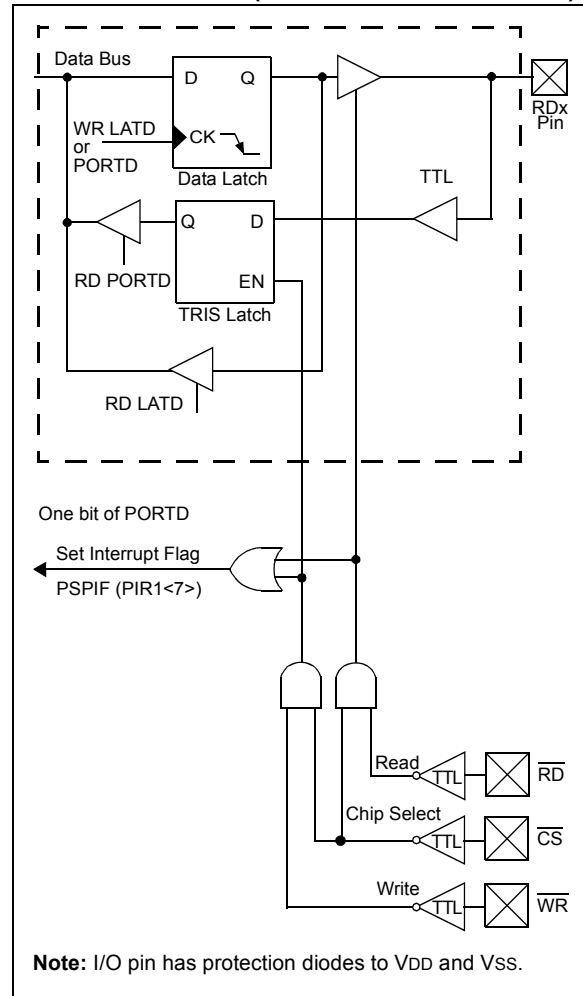 Data Bus
D Q
WR LATD
or
PORTD
CK
Data Latch
RDx
Pin
TTL
Q D
RD PORTD
EN
TRIS Latch
RD LATD
One bit of PORTD
Set Interrupt Flag
PSPIF (PIR1<7>)
Read
TTL
RD
Chip Select
TTL
CS
Write
TTL
WR
Note: I/O pin has protection diodes to VDD and VSS.